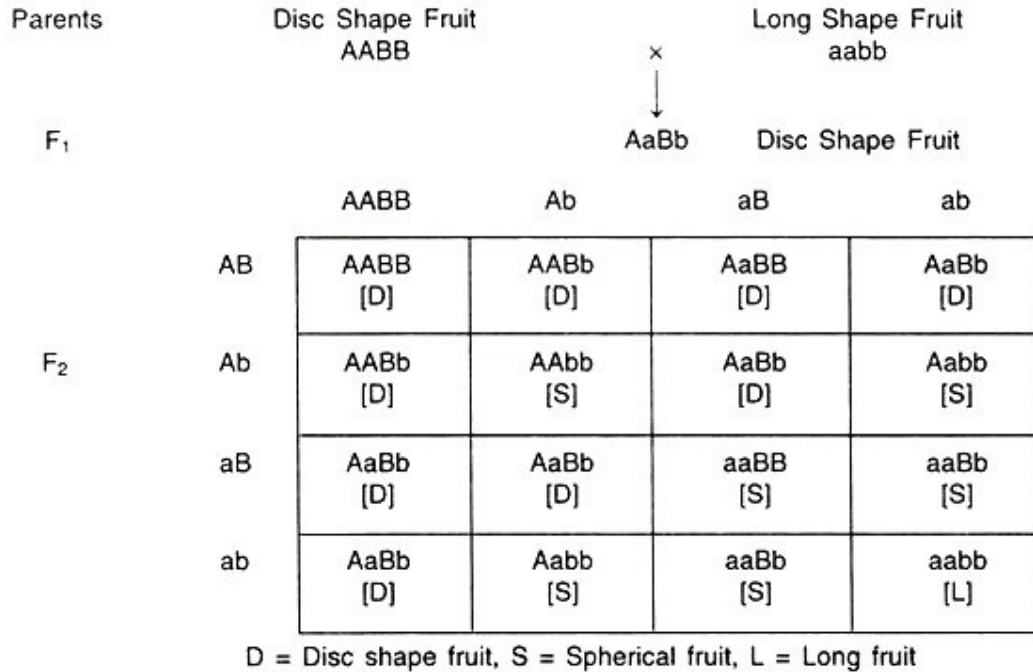 Parents Disc Shape Fruit Long Shape Fruit
AABB × aabb
F₁ AaBb Disc Shape Fruit
AABB Ab aB ab
AB AABB AABb AaBB AaBb
[D] [D] [D] [D]
F₂ Ab AABb AAbb AaBb Aabb
[D] [S] [D] [S]
aB AaBb AaBb aaBB aaBb
[D] [D] [S] [S]
ab AaBb Aabb aaBb aabb
[D] [S] [S] [L]
D = Disc shape fruit, S = Spherical fruit, L = Long fruit